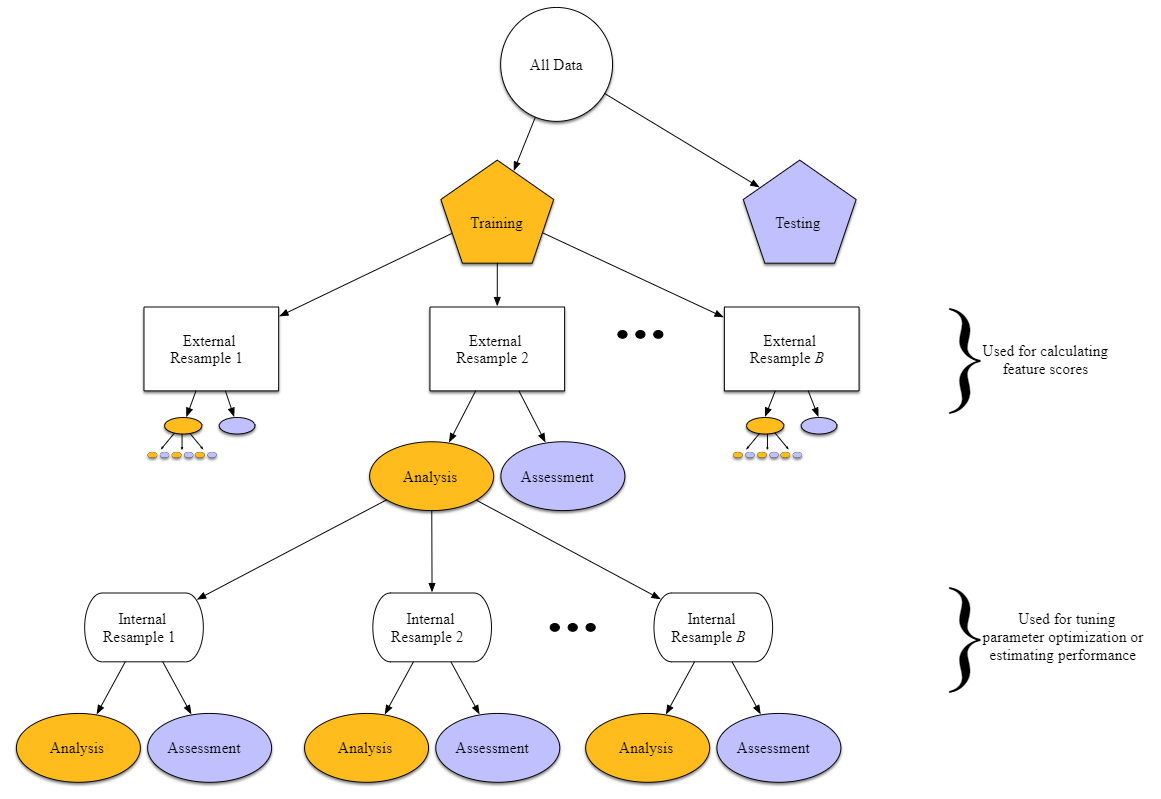 All Data
Training
Testing
External
Resample 1
External
Resample 2
External
Resample B
Used for calculating
feature scores
Analysis
Assessment
Internal
Resample 1
Internal
Resample 2
Internal
Resample B
Used for tuning
parameter optimization or
estimating performance
Analysis
Assessment
Analysis
Assessment
Analysis
Assessment